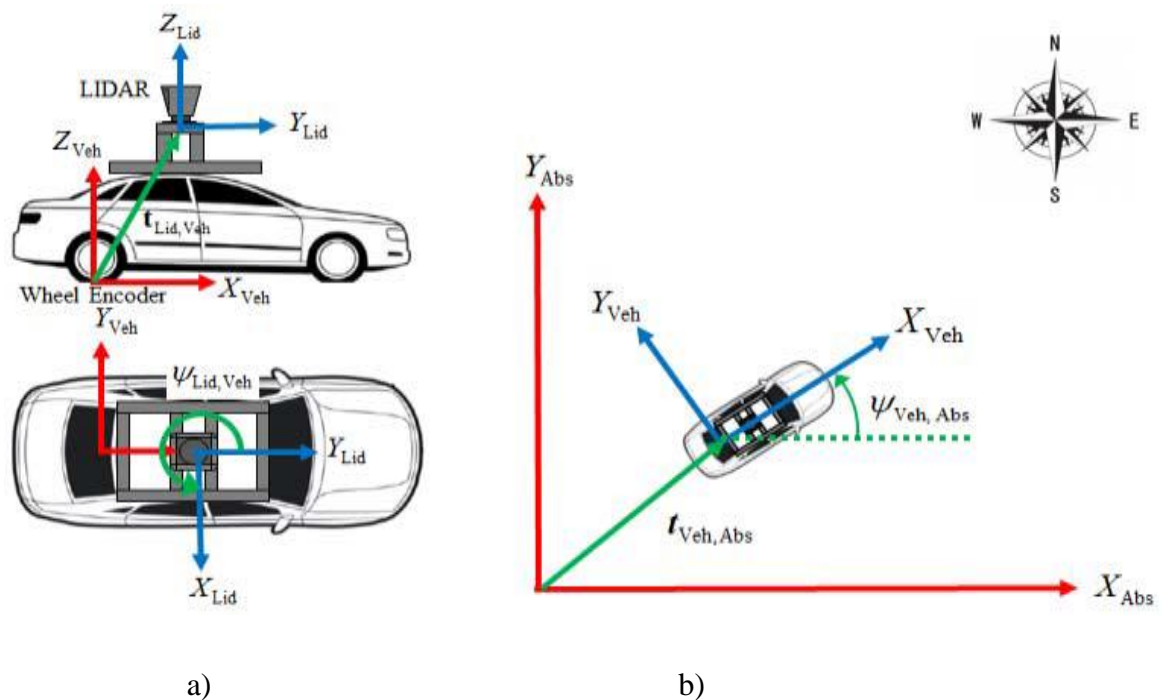 Z_Lid
LIDAR
Y_Lid
Z_Veh
t_Lid,Veh
X_Veh
Wheel Encoder
Y_Veh
ψ_Lid,Veh
Y_Lid
X_Lid
a)
N
W
E
S
Y_Abs
Y_Veh
X_Veh
ψ_Veh, Abs
t_Veh, Abs
X_Abs
b)